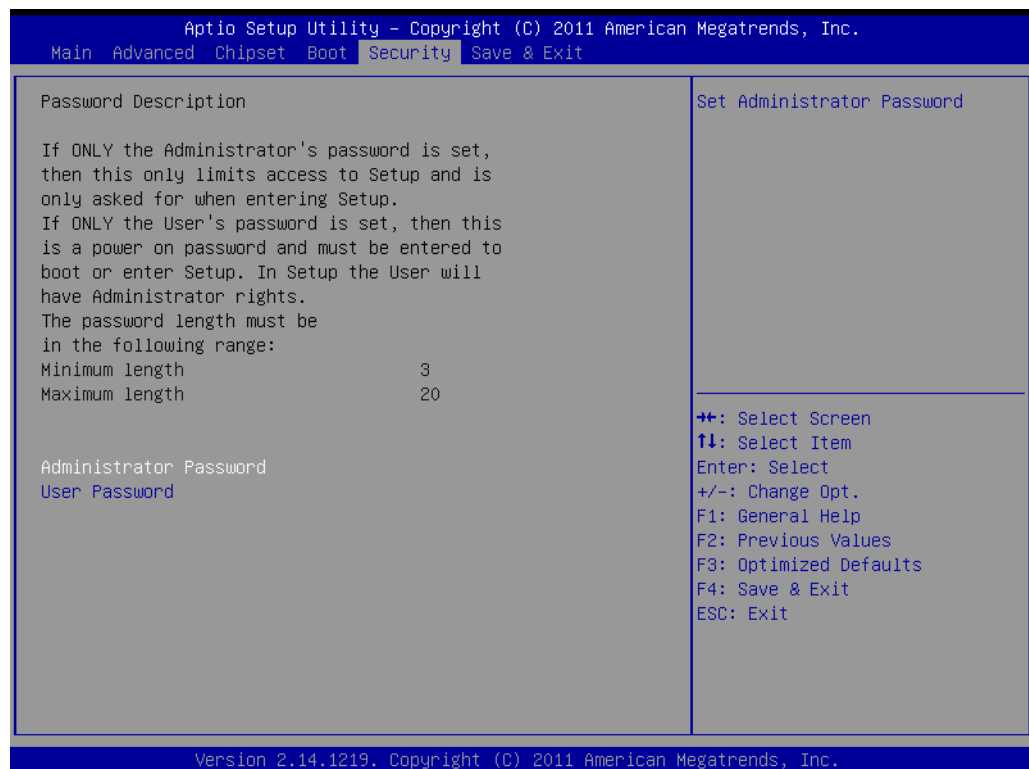 Aptio Setup Utility – Copyright (C) 2011 American Megatrends, Inc.
Main Advanced Chipset Boot Security Save & Exit
Password Description
If ONLY the Administrator's password is set,
then this only limits access to Setup and is
only asked for when entering Setup.
If ONLY the User's password is set, then this
is a power on password and must be entered to
boot or enter Setup. In Setup the User will
have Administrator rights.
The password length must be
in the following range:
Minimum length 3
Maximum length 20
Administrator Password
User Password
Set Administrator Password
→←: Select Screen
↑↓: Select Item
Enter: Select
+/-: Change Opt.
F1: General Help
F2: Previous Values
F3: Optimized Defaults
F4: Save & Exit
ESC: Exit
Version 2.14.1219. Copyright (C) 2011 American Megatrends, Inc.